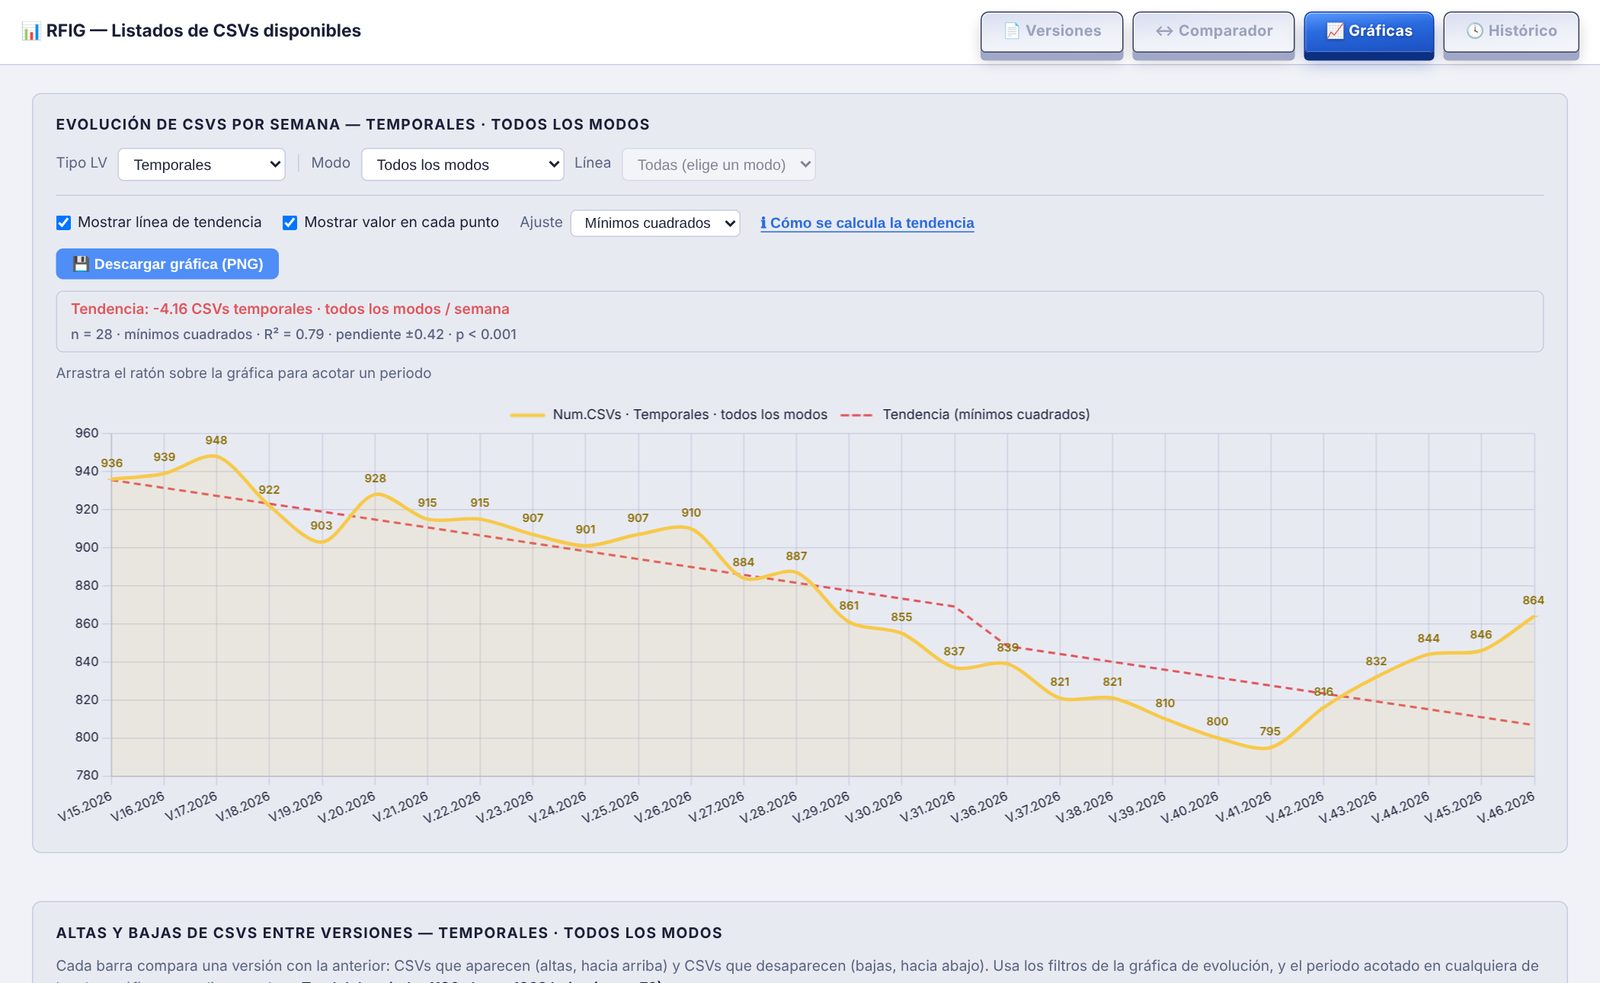 📊 RFIG — Listados de CSVs disponibles
📄 Versiones
↔ Comparador
📈 Gráficas
🕓 Histórico
EVOLUCIÓN DE CSVS POR SEMANA — TEMPORALES · TODOS LOS MODOS
Tipo LV Temporales | Modo Todos los modos Línea Todas (elige un modo)
Mostrar línea de tendencia Mostrar valor en cada punto Ajuste Mínimos cuadrados ℹ Cómo se calcula la tendencia
💾 Descargar gráfica (PNG)
Tendencia: -4.16 CSVs temporales · todos los modos / semana
n = 28 · mínimos cuadrados · R² = 0.79 · pendiente ±0.42 · p < 0.001
Arrastra el ratón sobre la gráfica para acotar un periodo
Num.CSVs · Temporales · todos los modos Tendencia (mínimos cuadrados)
960
940
920
900
880
860
840
820
800
780
936 939 948 922 903 928 915 915 907 901 907 910 884 887 861 855 837 839 821 821 810 800 795 816 832 844 846 864
V.15.2026 V.16.2026 V.17.2026 V.18.2026 V.19.2026 V.20.2026 V.21.2026 V.22.2026 V.23.2026 V.24.2026 V.25.2026 V.26.2026 V.27.2026 V.28.2026 V.29.2026 V.30.2026 V.31.2026 V.36.2026 V.37.2026 V.38.2026 V.39.2026 V.40.2026 V.41.2026 V.42.2026 V.43.2026 V.44.2026 V.45.2026 V.46.2026
ALTAS Y BAJAS DE CSVS ENTRE VERSIONES — TEMPORALES · TODOS LOS MODOS
Cada barra compara una versión con la anterior: CSVs que aparecen (altas, hacia arriba) y CSVs que desaparecen (bajas, hacia abajo). Usa los filtros de la gráfica de evolución, y el periodo acotado en cualquiera de